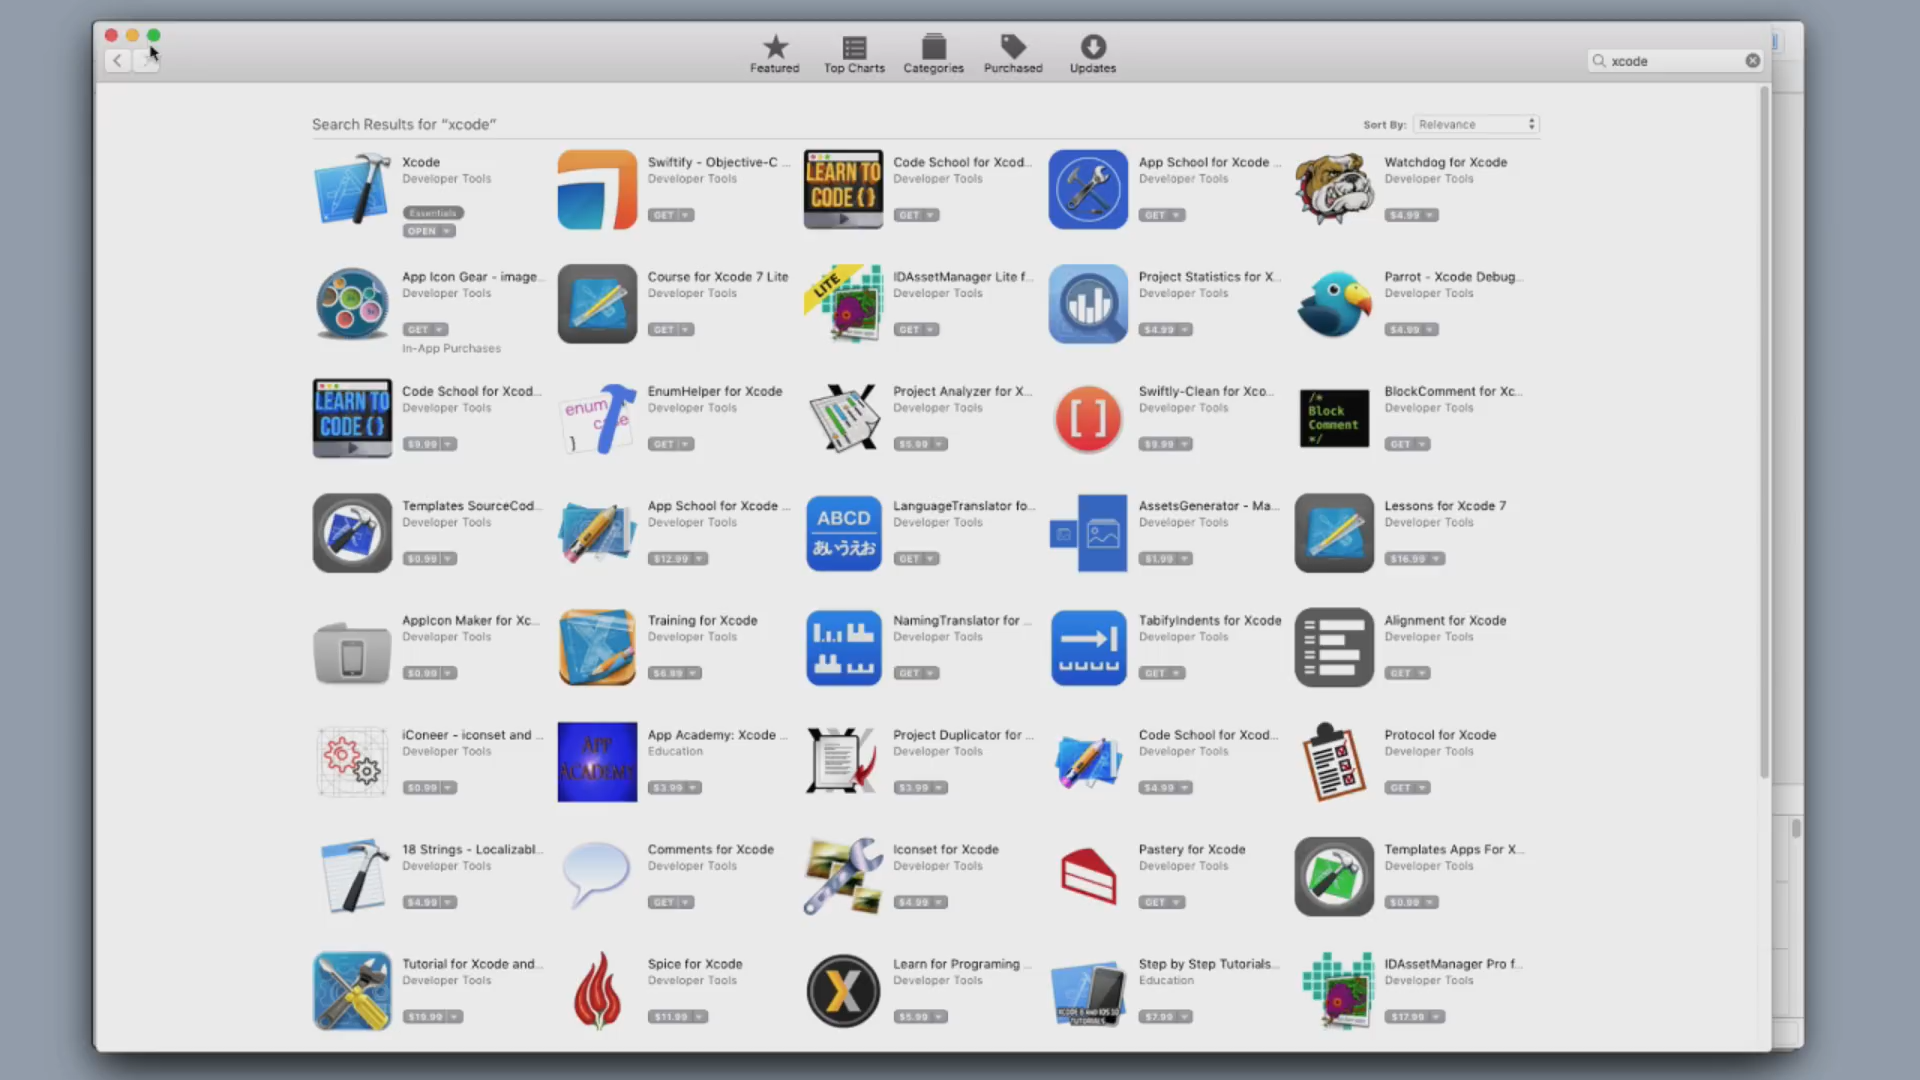 Featured
Top Charts
Categories
Purchased
Updates
xcode
Search Results for “xcode”
Sort By: Relevance
Xcode
Developer Tools
Essentials
OPEN
Swiftify - Objective-C ...
Developer Tools
GET
LEARN TO
CODE {}
Code School for Xcod...
Developer Tools
GET
App School for Xcode ...
Developer Tools
GET
Watchdog for Xcode
Developer Tools
$4.99
App Icon Gear - image...
Developer Tools
GET
In-App Purchases
Course for Xcode 7 Lite
Developer Tools
GET
LITE
IDAssetManager Lite f...
Developer Tools
GET
Project Statistics for X...
Developer Tools
$4.99
Parrot - Xcode Debug...
Developer Tools
$4.99
LEARN TO
CODE {}
Code School for Xcod...
Developer Tools
$9.99
enum
case
}
EnumHelper for Xcode
Developer Tools
GET
Project Analyzer for X...
Developer Tools
$5.99
[ ]
Swiftly-Clean for Xco...
Developer Tools
$9.99
/*
Block
Comment
*/
BlockComment for Xc...
Developer Tools
GET
Templates SourceCod...
Developer Tools
$0.99
App School for Xcode ...
Developer Tools
$12.99
ABCD
あいうえお
LanguageTranslator fo...
Developer Tools
GET
AssetsGenerator - Ma...
Developer Tools
$1.99
Lessons for Xcode 7
Developer Tools
$16.99
AppIcon Maker for Xc...
Developer Tools
$0.99
Training for Xcode
Developer Tools
$6.99
NamingTranslator for ...
Developer Tools
GET
TabifyIndents for Xcode
Developer Tools
GET
Alignment for Xcode
Developer Tools
GET
iConeer - iconset and ...
Developer Tools
$0.99
APP
ACADEMY
App Academy: Xcode ...
Education
$3.99
Project Duplicator for ...
Developer Tools
$3.99
Code School for Xcod...
Developer Tools
$4.99
Protocol for Xcode
Developer Tools
GET
18 Strings - Localizabl...
Developer Tools
$4.99
Comments for Xcode
Developer Tools
GET
Iconset for Xcode
Developer Tools
$4.99
Pastery for Xcode
Developer Tools
GET
Templates Apps For X...
Developer Tools
$0.99
Tutorial for Xcode and...
Developer Tools
$19.99
Spice for Xcode
Developer Tools
$11.99
X
Learn for Programing ...
Developer Tools
$5.99
XCODE 8 AND IOS 10
TUTORIALS
Step by Step Tutorials...
Education
$7.99
IDAssetManager Pro f...
Developer Tools
$17.99